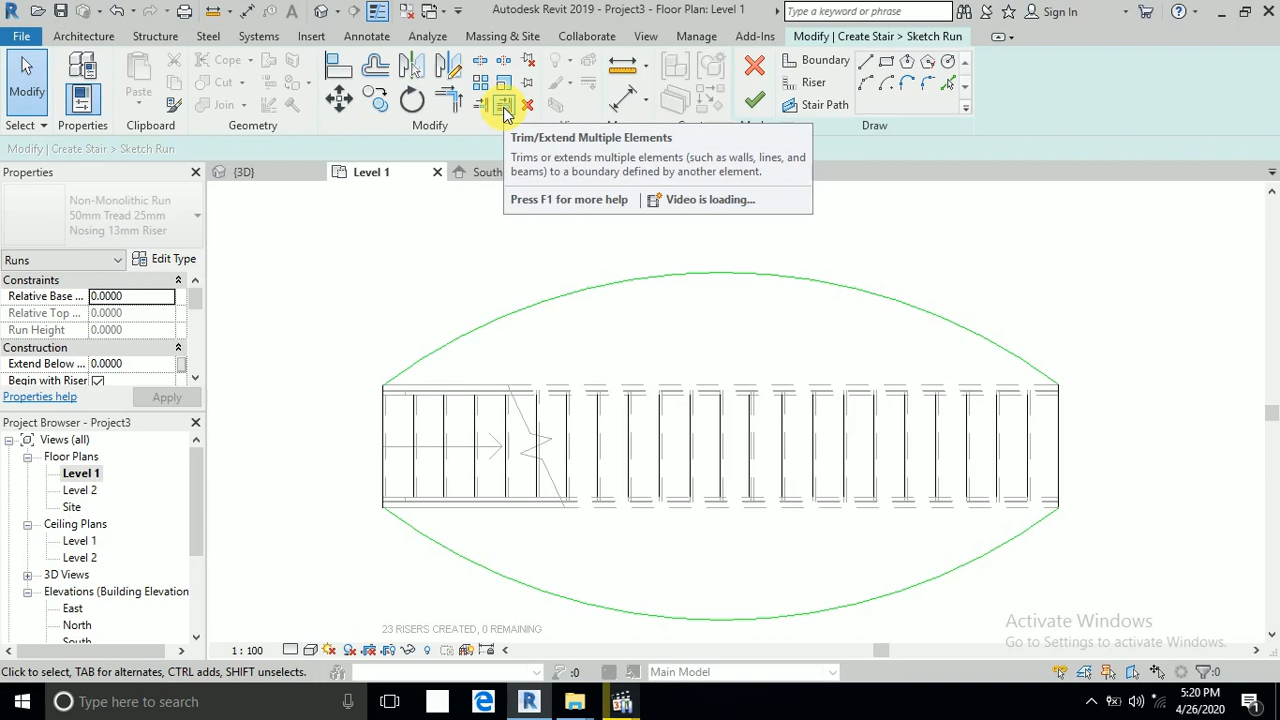 Autodesk Revit 2019 - Project3 - Floor Plan: Level 1
Type a keyword or phrase
Sign In
File
Architecture
Structure
Steel
Systems
Insert
Annotate
Analyze
Massing & Site
Collaborate
View
Manage
Add-Ins
Modify | Create Stair > Sketch Run
Modify
Paste
Cope
Cut
Join
Boundary
Riser
Stair Path
Select
Properties
Clipboard
Geometry
Modify
Draw
Modify | Create Stair > Sketch Run
Trim/Extend Multiple Elements
Trims or extends multiple elements (such as walls, lines, and
beams) to a boundary defined by another element.
Press F1 for more help
Video is loading...
Properties
{3D}
Level 1
South
Non-Monolithic Run
50mm Tread 25mm
Nosing 13mm Riser
Runs
Edit Type
Constraints
Relative Base ...
0.0000
Relative Top ...
0.0000
Run Height
0.0000
Construction
Extend Below ...
0.0000
Begin with Riser
Properties help
Apply
Project Browser - Project3
Views (all)
Floor Plans
Level 1
Level 2
Site
Ceiling Plans
Level 1
Level 2
3D Views
Elevations (Building Elevation
East
North
South
23 RISERS CREATED, 0 REMAINING
Activate Windows
Go to Settings to activate Windows.
1 : 100
Click to select, TAB for alternates, CTRL adds, SHIFT unselects.
:0
Main Model
:0
Type here to search
5:20 PM
4/26/2020